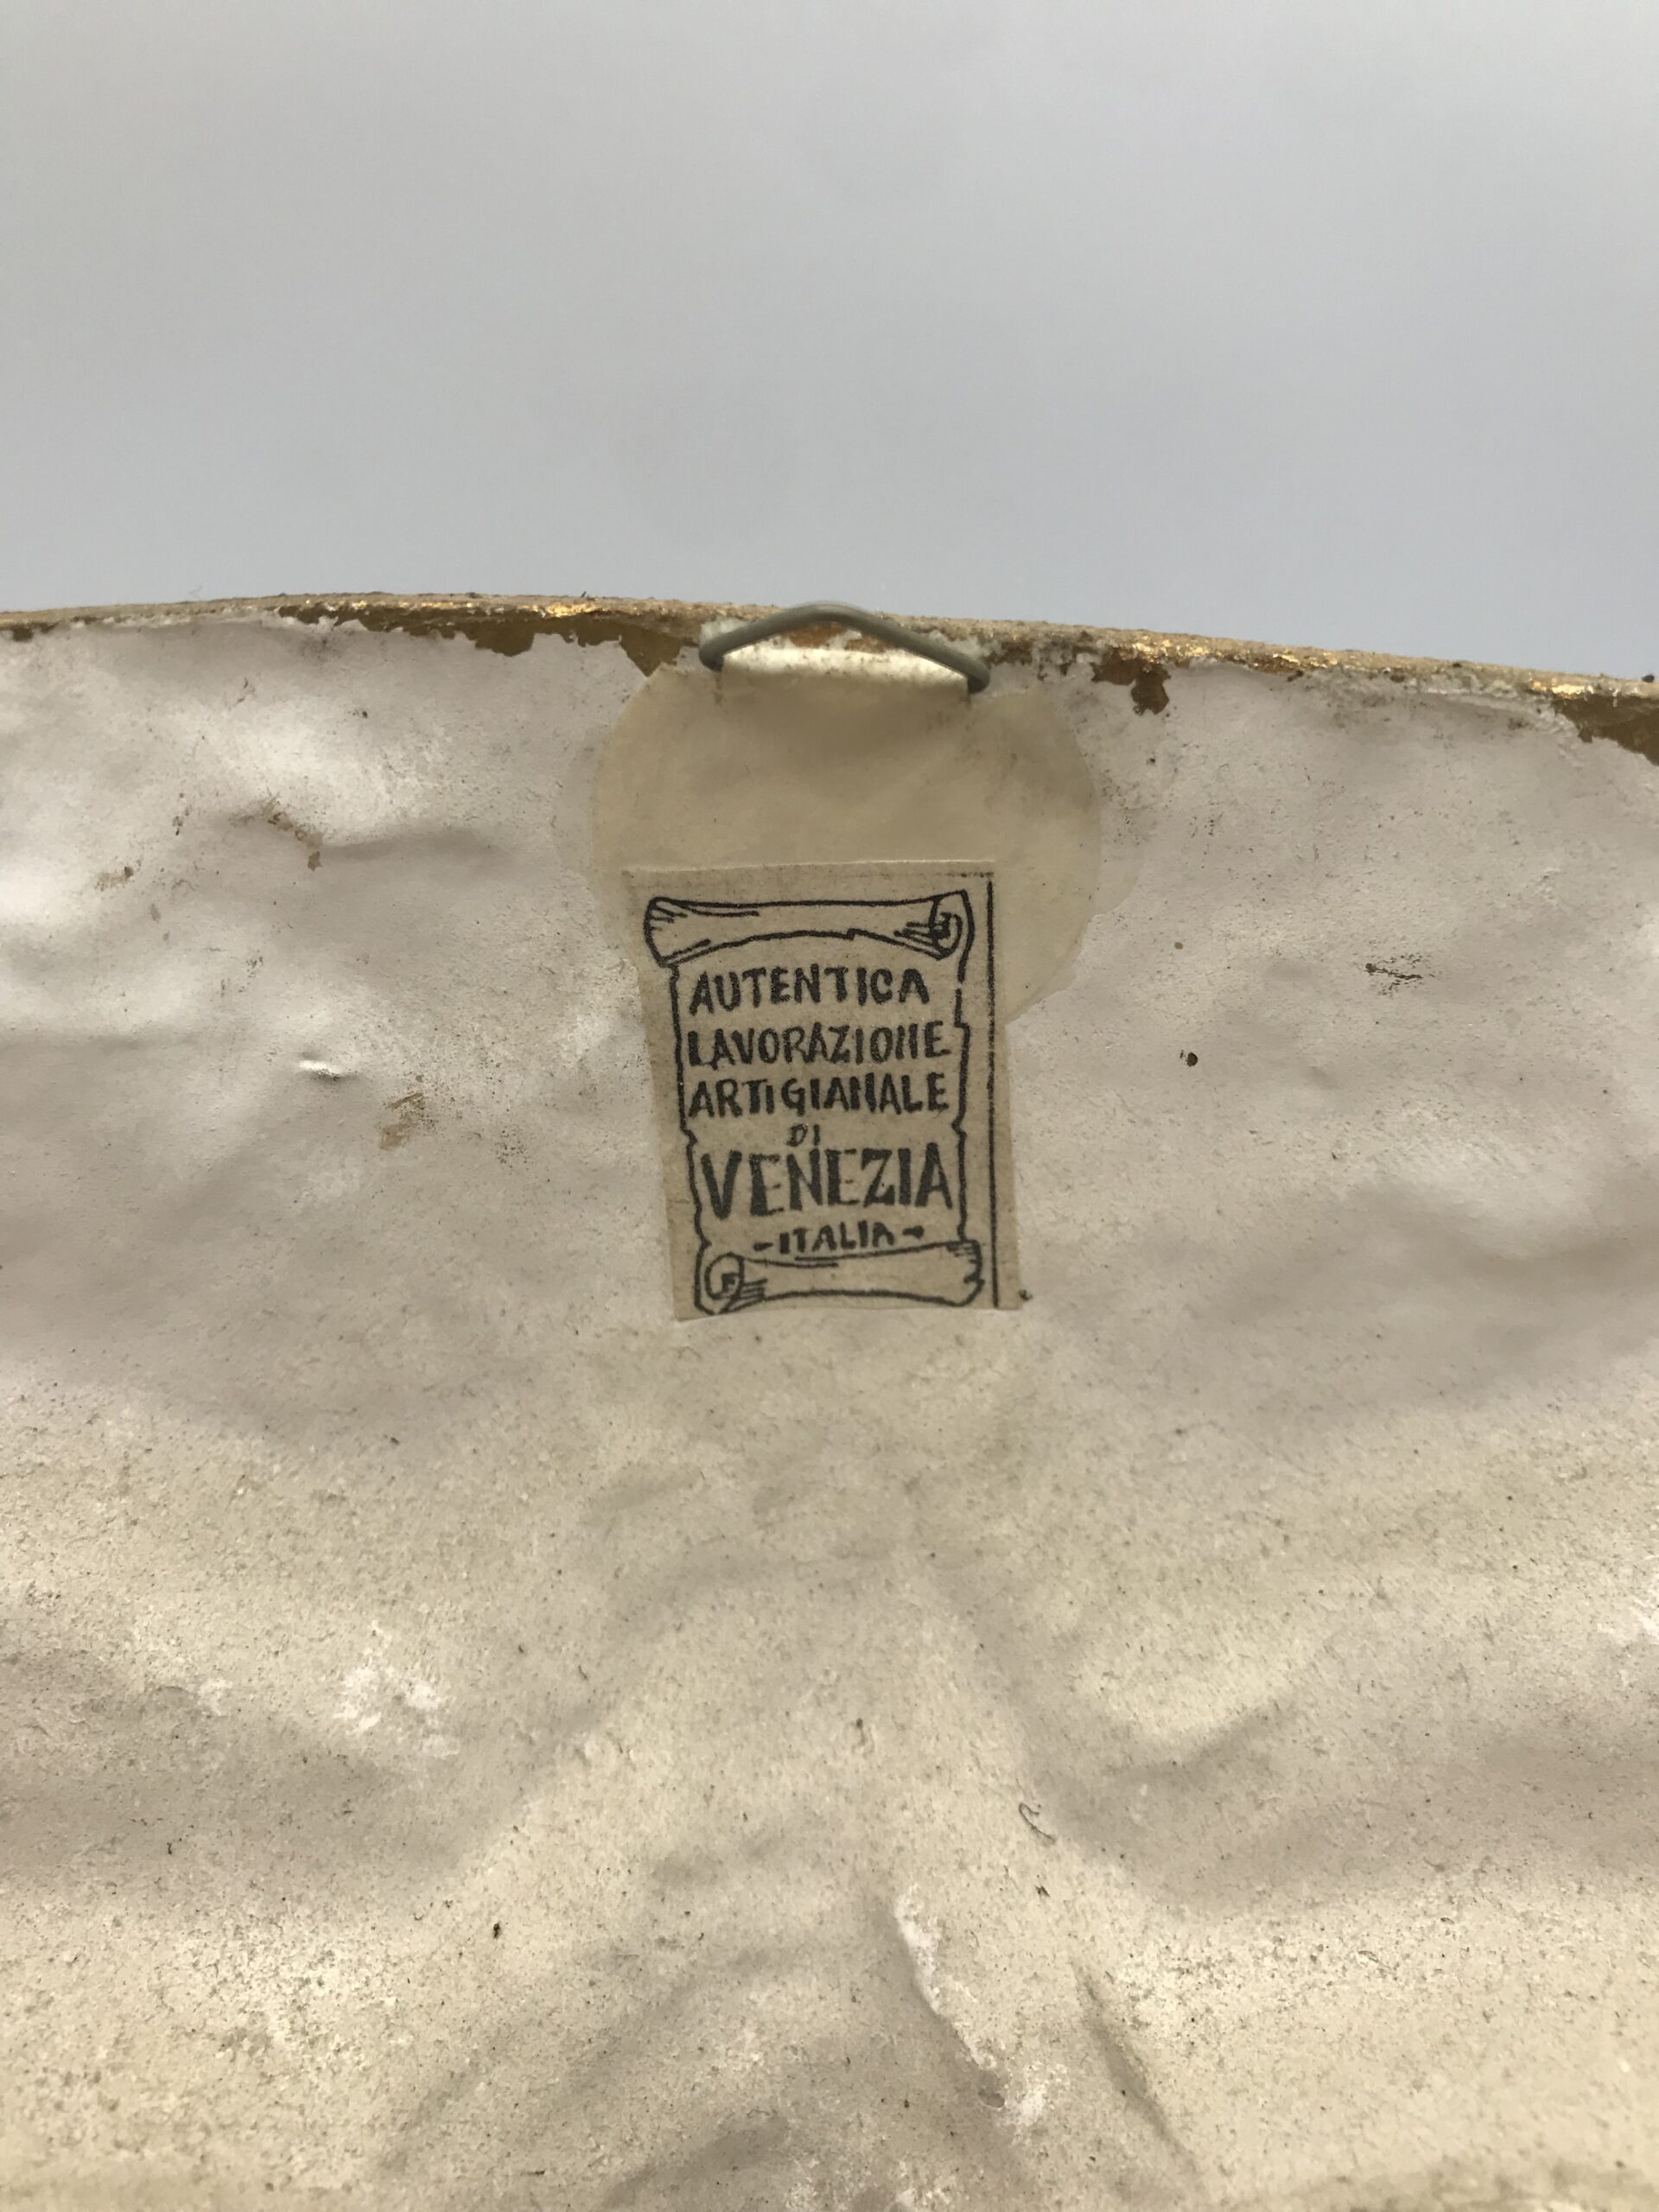 AUTENTICA
LAVORAZIONE
ARTIGIANALE
DI
VENEZIA
-ITALIA-